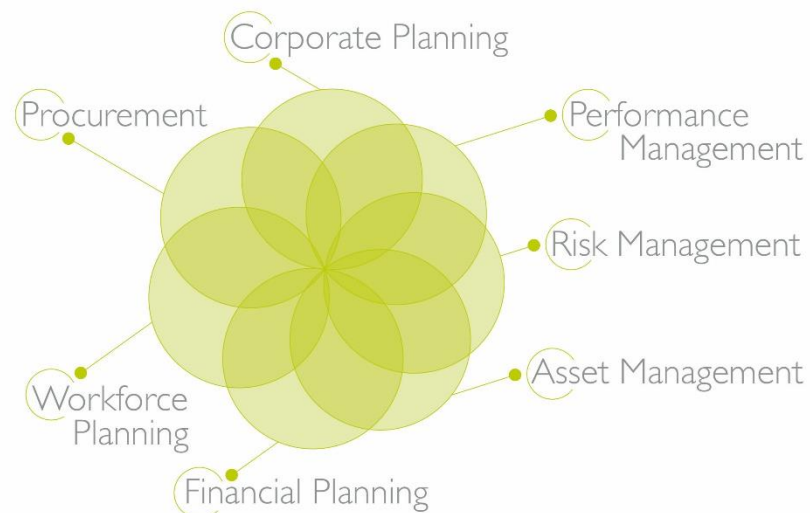 Corporate Planning
Procurement
Performance
Management
Risk Management
Asset Management
Workforce
Planning
Financial Planning